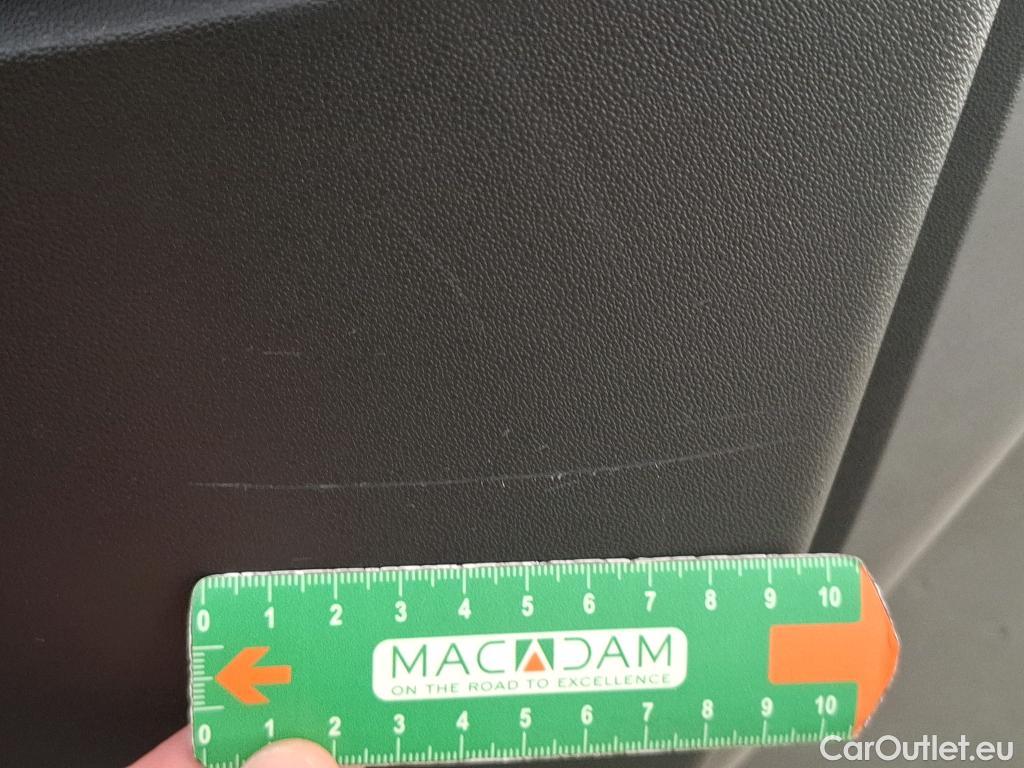 0 1 2 3 4 5 6 7 8 9 10
MACADAM
ON THE ROAD TO EXCELLENCE
0 1 2 3 4 5 6 7 8 9 10
CarOutlet.eu